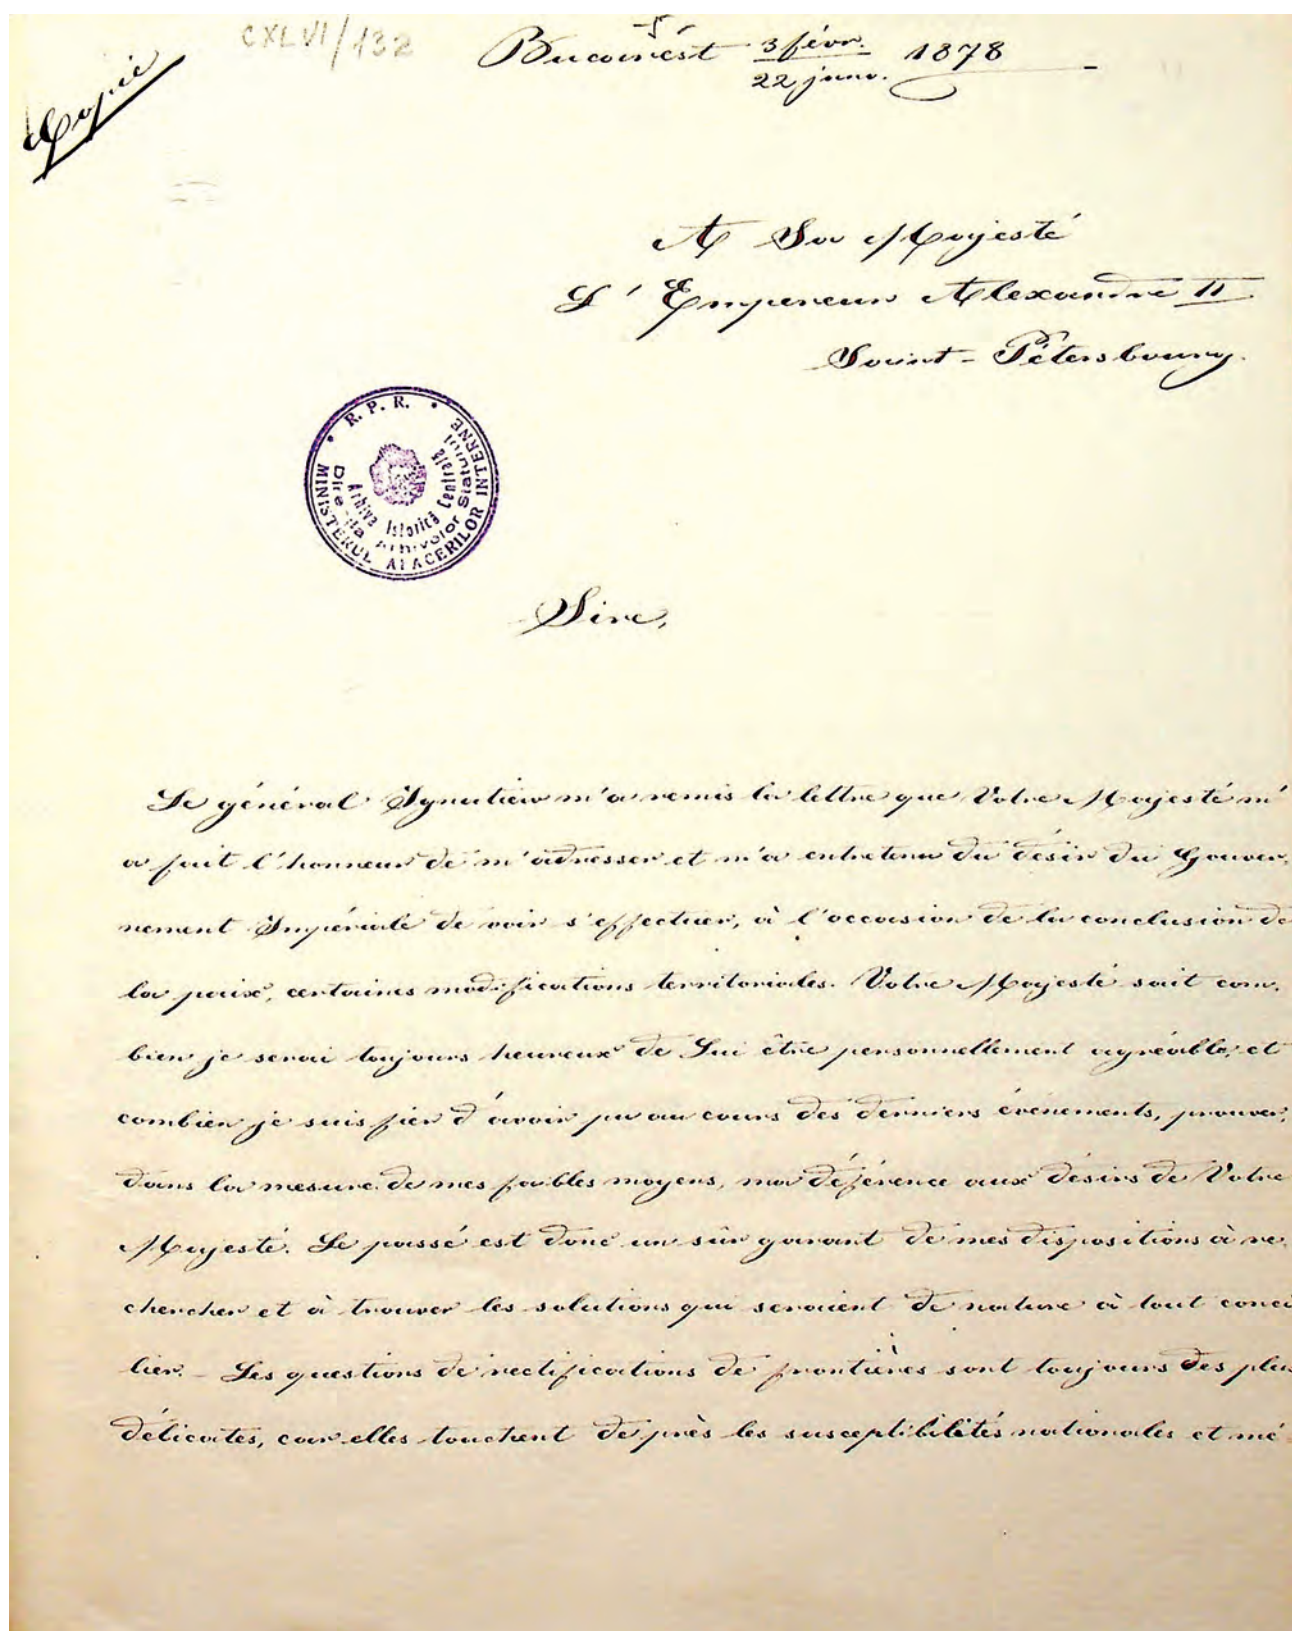 CXLVI/132
Copie
Bucarést 3 févr. 1878
22 janv.
A Sa Majesté
L'Empereur Alexandre II
Saint-Pétersbourg.
• R. P. R. •
MINISTERUL AFACERILOR INTERNE
Direcția Arhivelor Statului
Arhiva Istorică Centrală
Sire,
Le général Ignatiew m'a remis la lettre que Votre Majesté m'
a fait l'honneur de m'adresser et m'a entretenu du désir du Gouver-
nement Impériale de voir s'effectuer, à l'occasion de la conclusion de
la paix, certaines modifications territoriales. Votre Majesté sait com-
bien je serai toujours heureux de Lui être personnellement agréable, et
combien je suis fier d'avoir pu au cours des derniers événements, prouver,
dans la mesure de mes faibles moyens, ma déférence aux désirs de Votre
Majesté. Le passé est donc un sûr garant de mes dispositions à re-
chercher et à trouver les solutions qui seraient de nature à tout conci
lier. - Les questions de rectifications de frontières sont toujours des plus
délicates, car elles touchent de près les susceptibilités nationales et mé-